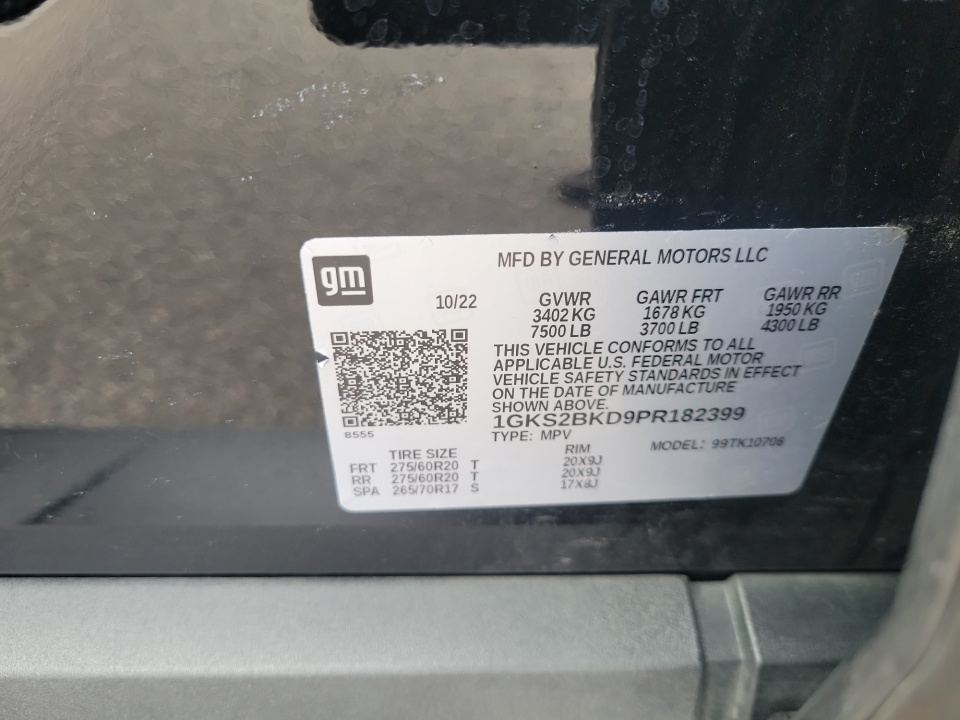 gm
MFD BY GENERAL MOTORS LLC
10/22
GVWR GAWR FRT GAWR RR
3402 KG 1678 KG 1950 KG
7500 LB 3700 LB 4300 LB
THIS VEHICLE CONFORMS TO ALL
APPLICABLE U.S. FEDERAL MOTOR
VEHICLE SAFETY STANDARDS IN EFFECT
ON THE DATE OF MANUFACTURE
SHOWN ABOVE.
1GKS2BKD9PR182399
8555
TYPE: MPV MODEL: 99TK10706
TIRE SIZE RIM
FRT 275/60R20 T 20X9J
RR 275/60R20 T 20X9J
SPA 265/70R17 S 17X8J